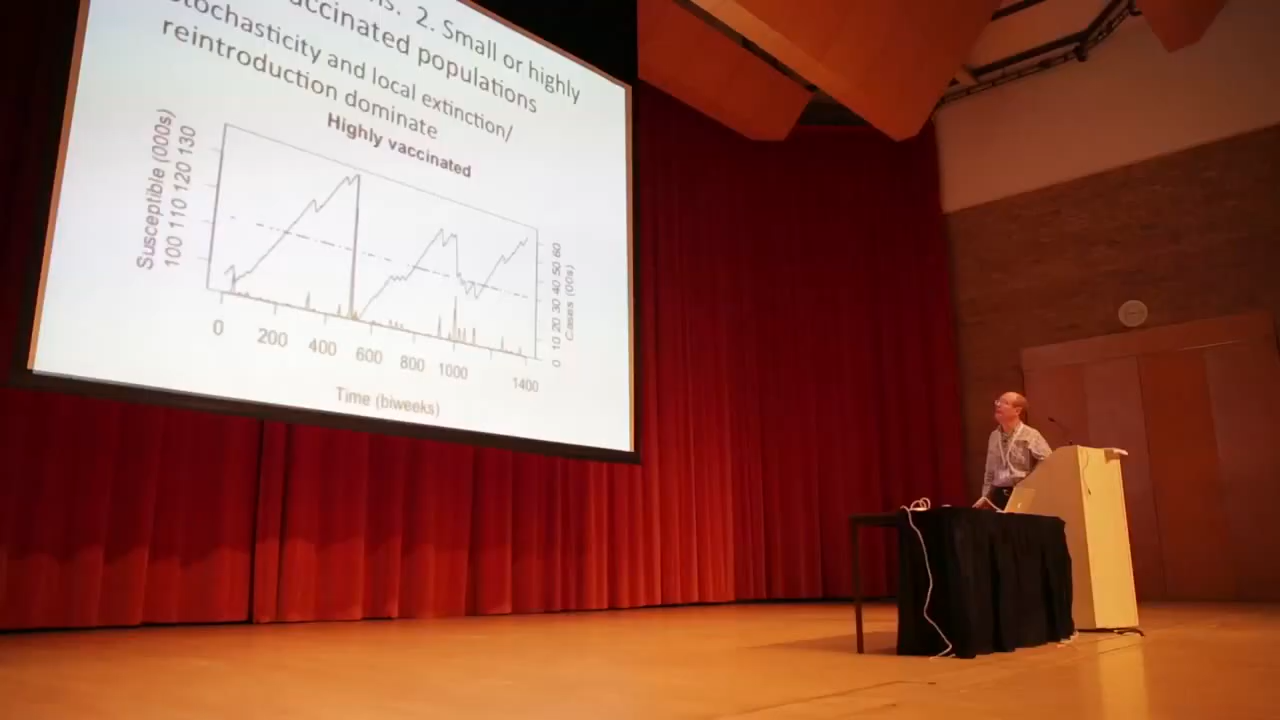 ns. 2. Small or highly
accinated populations
tochasticity and local extinction/
reintroduction dominate
Highly vaccinated
Susceptible (000s)
100 110 120 130
0 10 20 30 40 50 60
Cases (00s)
0 200 400 600 800 1000 1400
Time (biweeks)